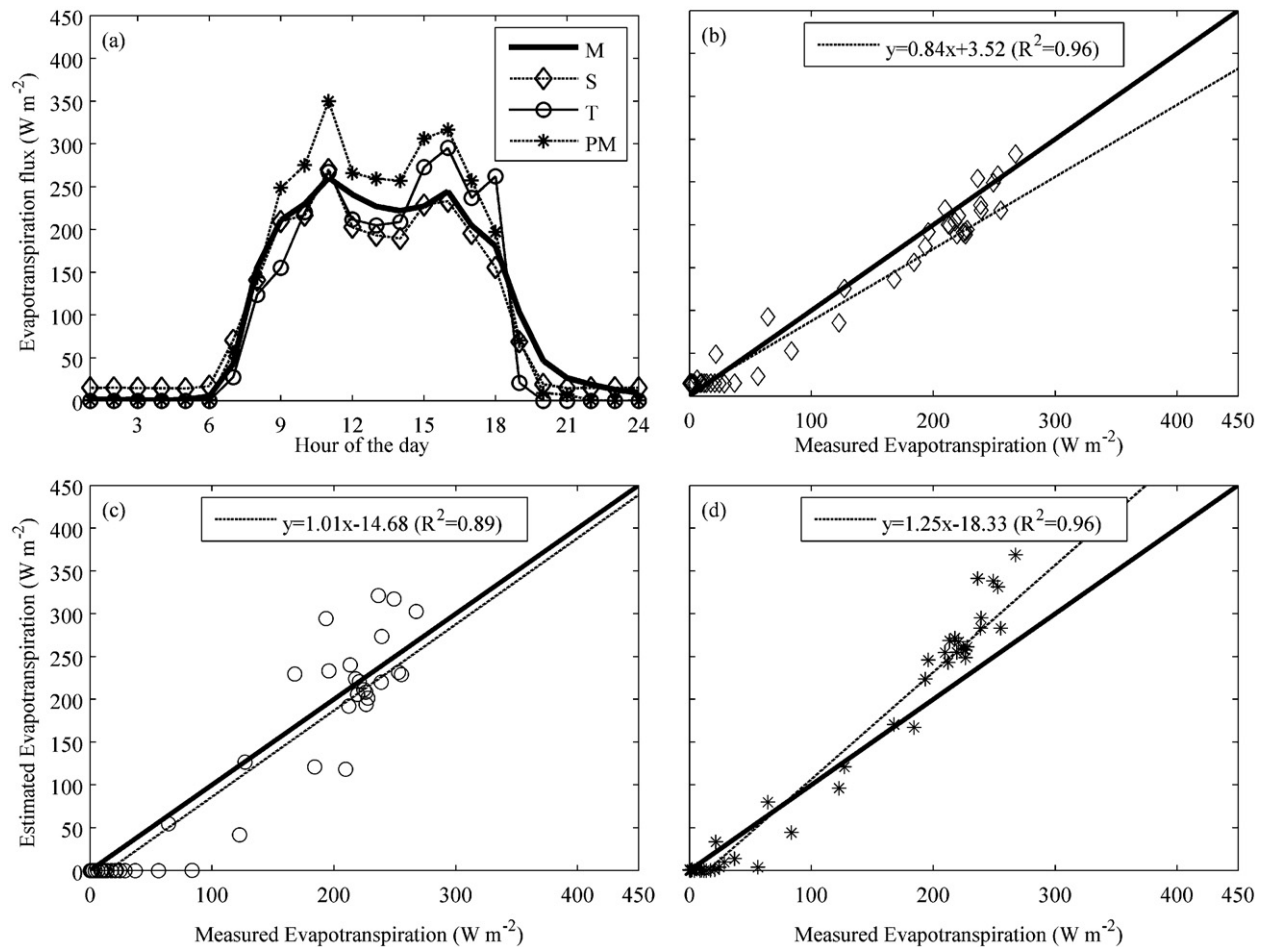 (a)
Evapotranspiration flux (W m-2)
450
400
350
300
250
200
150
100
50
0
M
S
T
PM
3 6 9 12 15 18 21 24
Hour of the day
(b)
y=0.84x+3.52 (R2=0.96)
0 100 200 300 400 450
Measured Evapotranspiration (W m-2)
(c)
y=1.01x-14.68 (R2=0.89)
Estimated Evapotranspiration (W m-2)
450
400
350
300
250
200
150
100
50
0
0 100 200 300 400 450
Measured Evapotranspiration (W m-2)
(d)
y=1.25x-18.33 (R2=0.96)
0 100 200 300 400 450
Measured Evapotranspiration (W m-2)